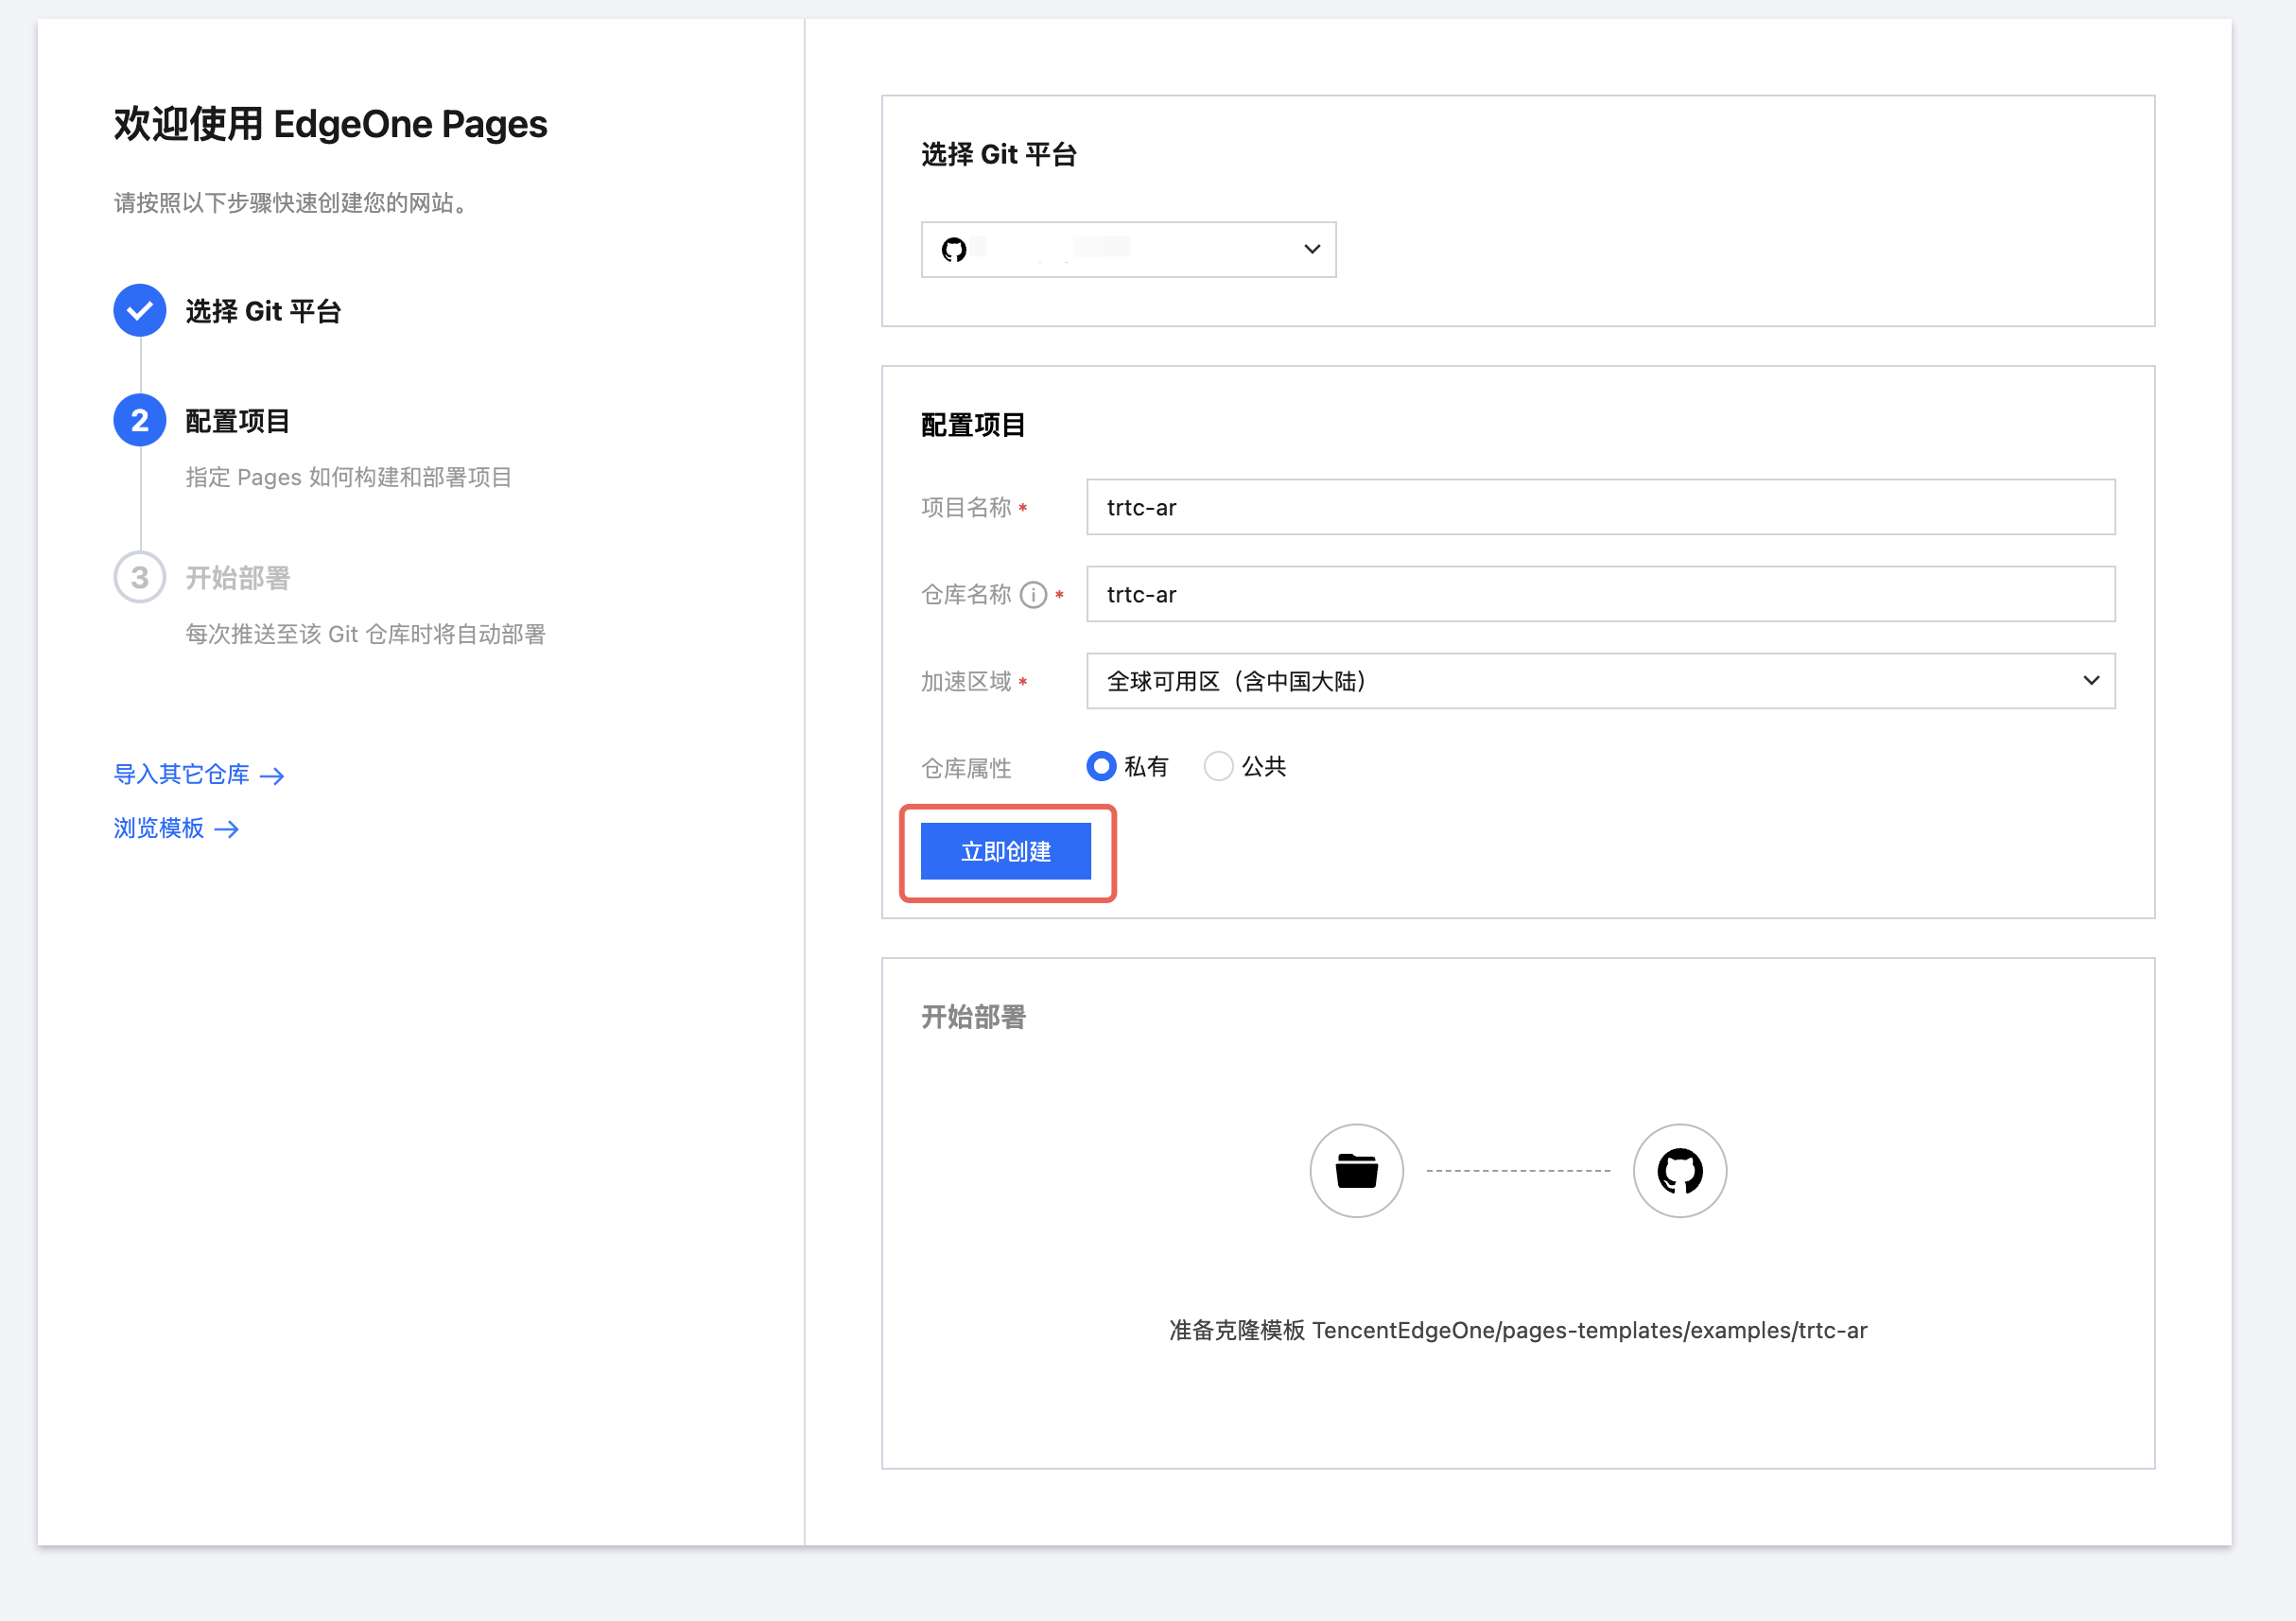 欢迎使用 EdgeOne Pages
请按照以下步骤快速创建您的网站。
选择 Git 平台
2
配置项目
指定 Pages 如何构建和部署项目
3
开始部署
每次推送至该 Git 仓库时将自动部署
导入其它仓库 →
浏览模板 →
选择 Git 平台
配置项目
项目名称 *
trtc-ar
仓库名称 *
trtc-ar
加速区域 *
全球可用区（含中国大陆）
仓库属性
私有
公共
立即创建
开始部署
准备克隆模板 TencentEdgeOne/pages-templates/examples/trtc-ar